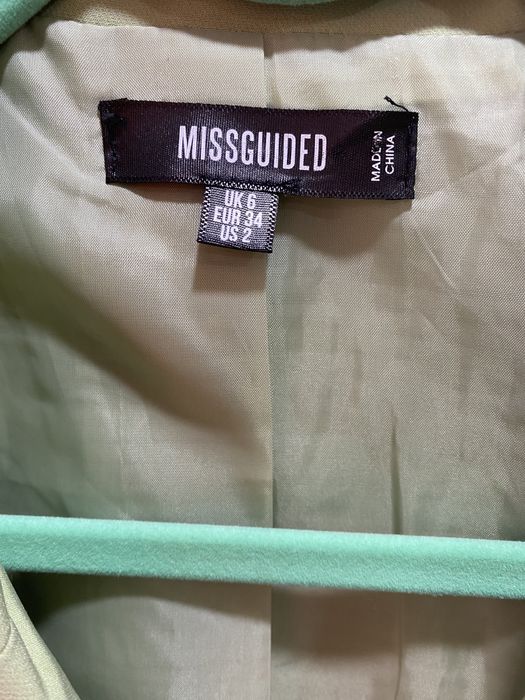 MISSGUIDED
MADE IN
CHINA
UK 6
EUR 34
US 2